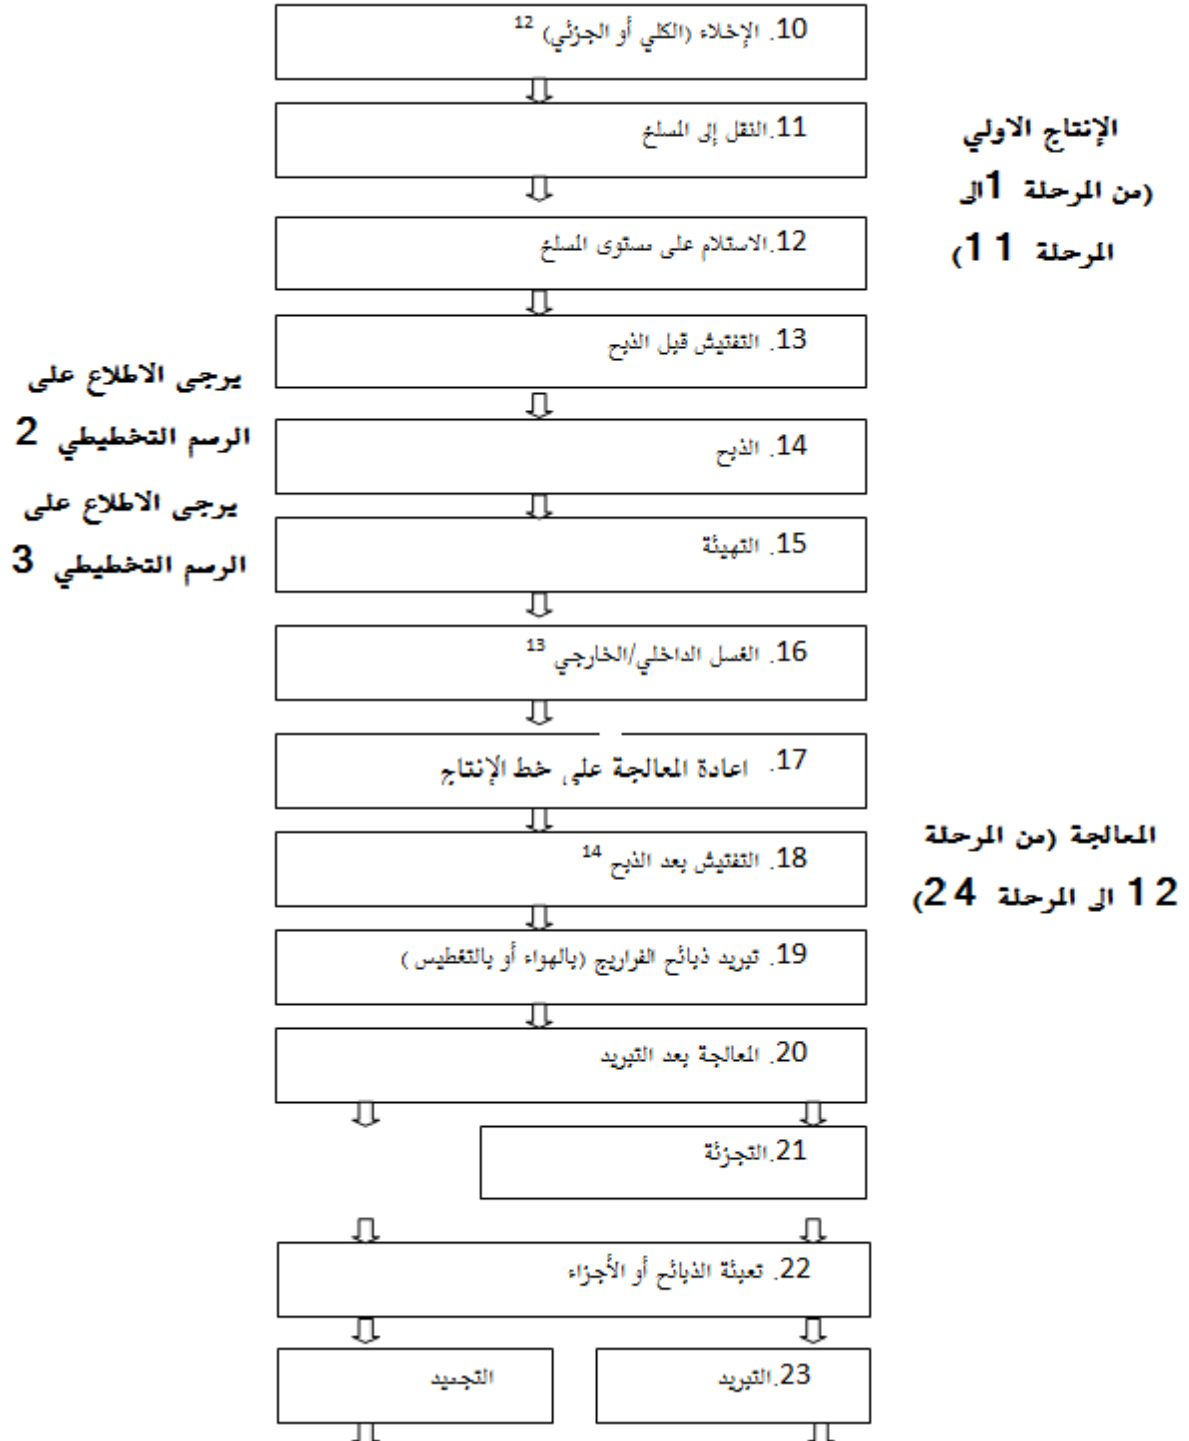 10. الإخلاء (الكلي أو الجزئي) 12
11.النقل إلى المسلخ
الإنتاج الاولي
(من المرحلة 1 الى
المرحلة 11)
12.الاستلام على مستوى المسلخ
13. التفتيش قبل الذبح
يرجى الاطلاع على
الرسم التخطيطي 2
14. الذبح
يرجى الاطلاع على
الرسم التخطيطي 3
15. التهيئة
16. الغسل الداخلي/الخارجي 13
17. اعادة المعالجة على خط الإنتاج
18. التفتيش بعد الذبح 14
المعالجة (من المرحلة
12 الى المرحلة 24)
19. تبريد ذبائح الفراريج (بالهواء أو بالتغطيس )
20. المعالجة بعد التبريد
21.التجزئة
22. تعبئة الذبائح أو الأجزاء
23.التبريد
التجميد